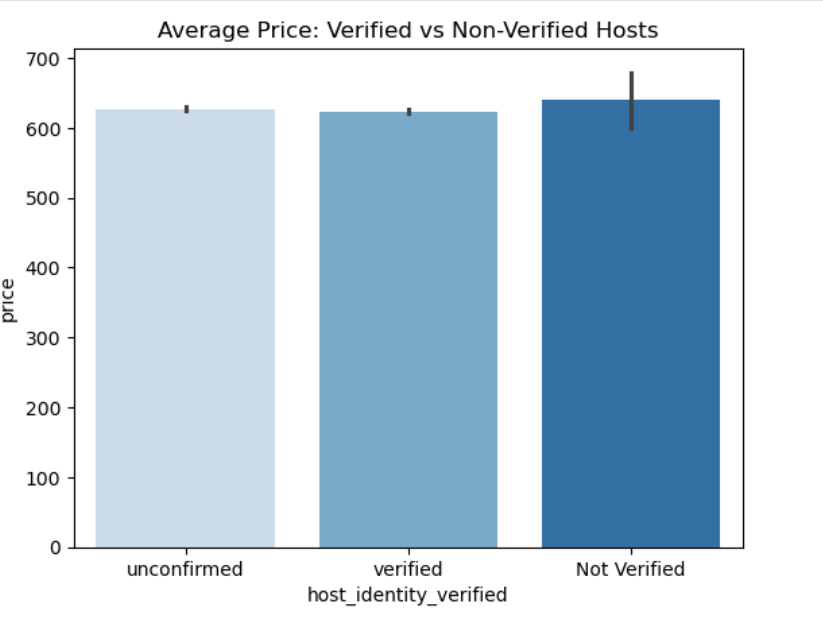 Average Price: Verified vs Non-Verified Hosts
700
600
500
400
300
200
100
0
price
unconfirmed verified Not Verified
host_identity_verified